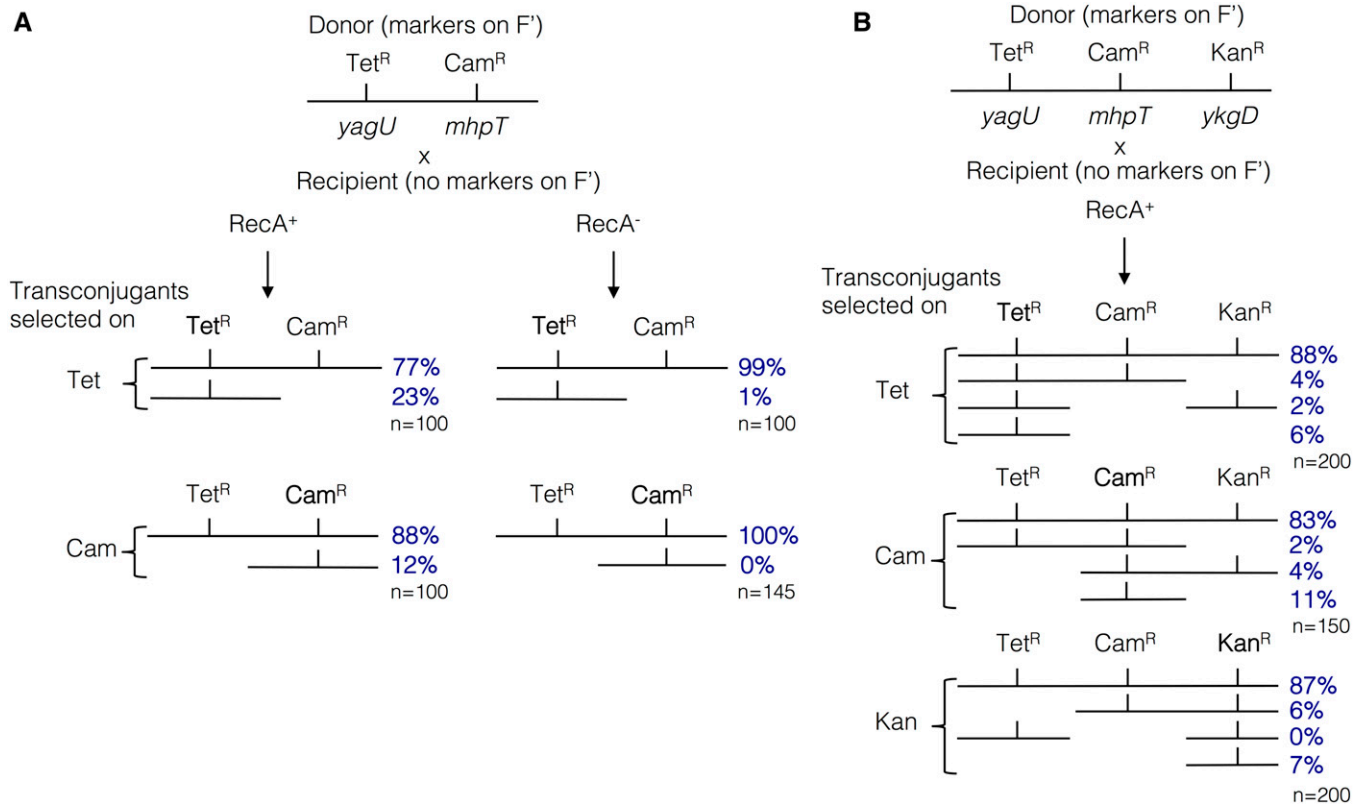 A
Donor (markers on F’)
Tetᴿ Camᴿ
yagU mhpT
x
Recipient (no markers on F’)
RecA⁺ RecA⁻
Transconjugants
selected on
Tetᴿ Camᴿ Tetᴿ Camᴿ
Tet
77% 99%
23% 1%
n=100 n=100
Tetᴿ Camᴿ Tetᴿ Camᴿ
Cam
88% 100%
12% 0%
n=100 n=145
B
Donor (markers on F’)
Tetᴿ Camᴿ Kanᴿ
yagU mhpT ykgD
x
Recipient (no markers on F’)
RecA⁺
Transconjugants
selected on
Tetᴿ Camᴿ Kanᴿ
88%
4%
Tet
2%
6%
n=200
Tetᴿ Camᴿ Kanᴿ
83%
2%
Cam
4%
11%
n=150
Tetᴿ Camᴿ Kanᴿ
87%
6%
Kan
0%
7%
n=200